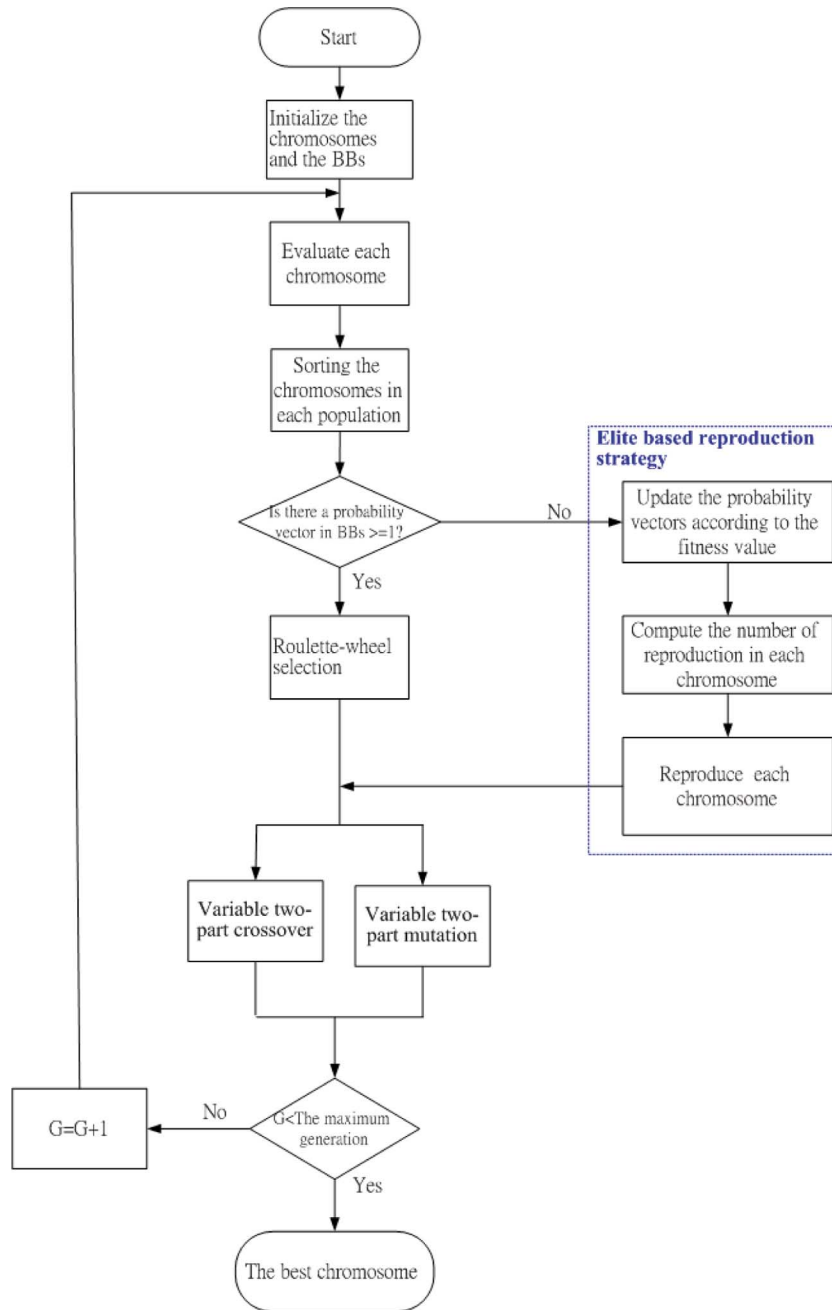 Start
Initialize the
chromosomes
and the BBs
Evaluate each
chromosome
Sorting the
chromosomes in
each population
Is there a probability
vector in BBs >=1?
No
Yes
Elite based reproduction
strategy
Update the probability
vectors according to the
fitness value
Compute the number of
reproduction in each
chromosome
Reproduce each
chromosome
Roulette-wheel
selection
Variable two-
part crossover
Variable two-
part mutation
G<The maximum
generation
No
G=G+1
Yes
The best chromosome